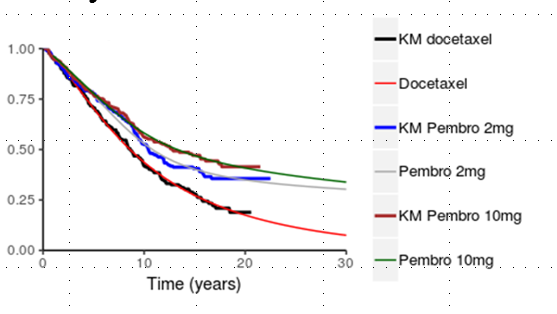 1.00
0.75
0.50
0.25
0.00
0 10 20 30
Time (years)
KM docetaxel
Docetaxel
KM Pembro 2mg
Pembro 2mg
KM Pembro 10mg
Pembro 10mg